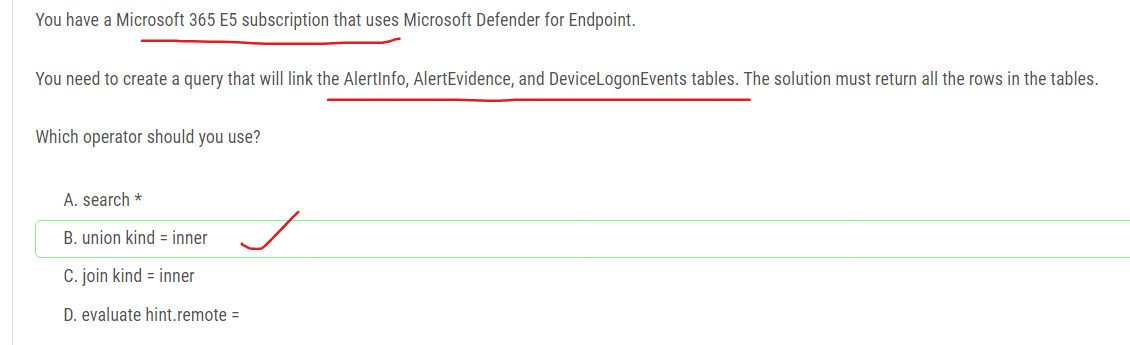 You have a Microsoft 365 E5 subscription that uses Microsoft Defender for Endpoint.
You need to create a query that will link the AlertInfo, AlertEvidence, and DeviceLogonEvents tables. The solution must return all the rows in the tables.
Which operator should you use?
A. search *
B. union kind = inner
C. join kind = inner
D. evaluate hint.remote =